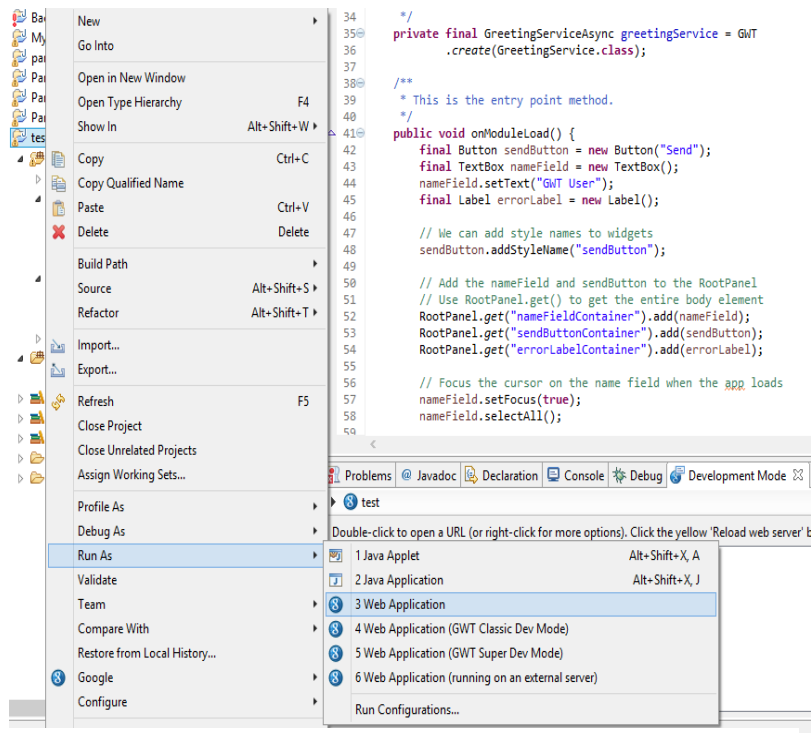 Ba
My
par
Par
Par
Par
tes
New
Go Into
Open in New Window
Open Type Hierarchy F4
Show In Alt+Shift+W
Copy Ctrl+C
Copy Qualified Name
Paste Ctrl+V
Delete Delete
Build Path
Source Alt+Shift+S
Refactor Alt+Shift+T
Import...
Export...
Refresh F5
Close Project
Close Unrelated Projects
Assign Working Sets...
Profile As
Debug As
Run As
Validate
Team
Compare With
Restore from Local History...
Google
Configure
34 */
35 private final GreetingServiceAsync greetingService = GWT
36 .create(GreetingService.class);
37
38 /**
39 * This is the entry point method.
40 */
41 public void onModuleLoad() {
42 final Button sendButton = new Button("Send");
43 final TextBox nameField = new TextBox();
44 nameField.setText("GWT User");
45 final Label errorLabel = new Label();
46
47 // We can add style names to widgets
48 sendButton.addStyleName("sendButton");
49
50 // Add the nameField and sendButton to the RootPanel
51 // Use RootPanel.get() to get the entire body element
52 RootPanel.get("nameFieldContainer").add(nameField);
53 RootPanel.get("sendButtonContainer").add(sendButton);
54 RootPanel.get("errorLabelContainer").add(errorLabel);
55
56 // Focus the cursor on the name field when the app loads
57 nameField.setFocus(true);
58 nameField.selectAll();
59
Problems @ Javadoc Declaration Console Debug Development Mode
test
Double-click to open a URL (or right-click for more options). Click the yellow 'Reload web server' b
1 Java Applet Alt+Shift+X, A
2 Java Application Alt+Shift+X, J
3 Web Application
4 Web Application (GWT Classic Dev Mode)
5 Web Application (GWT Super Dev Mode)
6 Web Application (running on an external server)
Run Configurations...